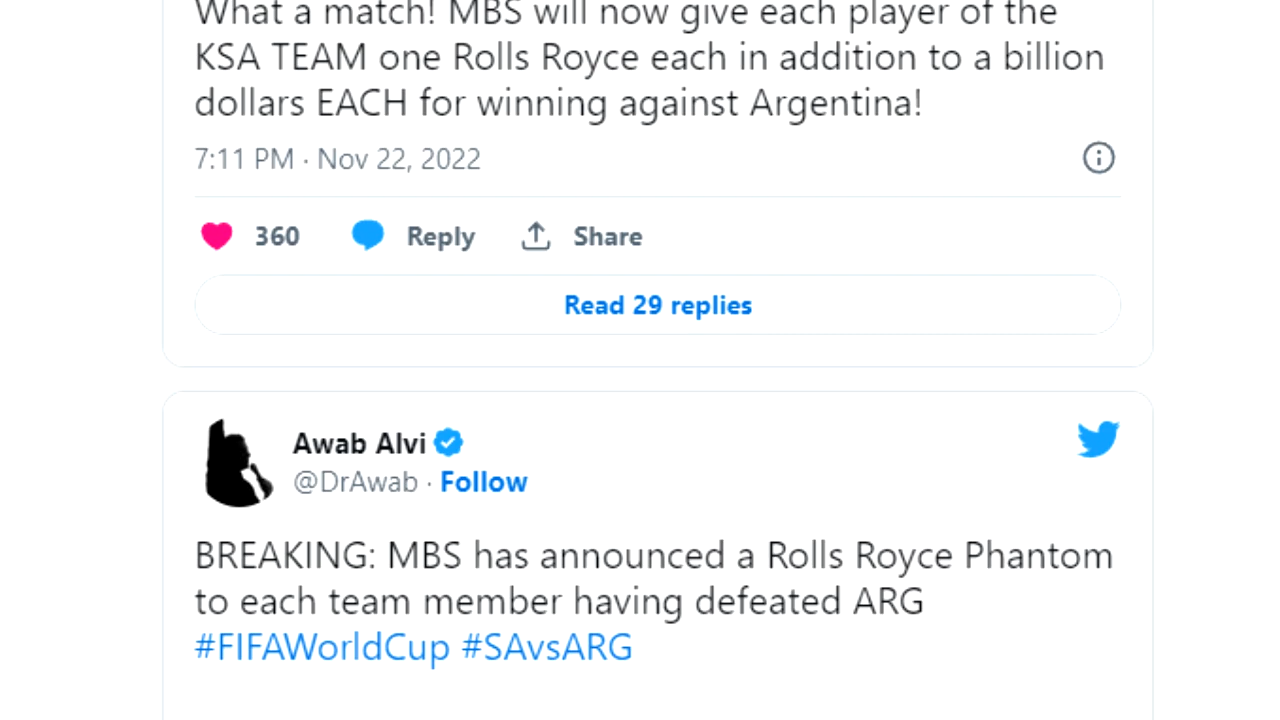 What a match! MBS will now give each player of the
KSA TEAM one Rolls Royce each in addition to a billion
dollars EACH for winning against Argentina!
7:11 PM · Nov 22, 2022
360 Reply Share
Read 29 replies
Awab Alvi
@DrAwab · Follow
BREAKING: MBS has announced a Rolls Royce Phantom
to each team member having defeated ARG
#FIFAWorldCup #SAvsARG